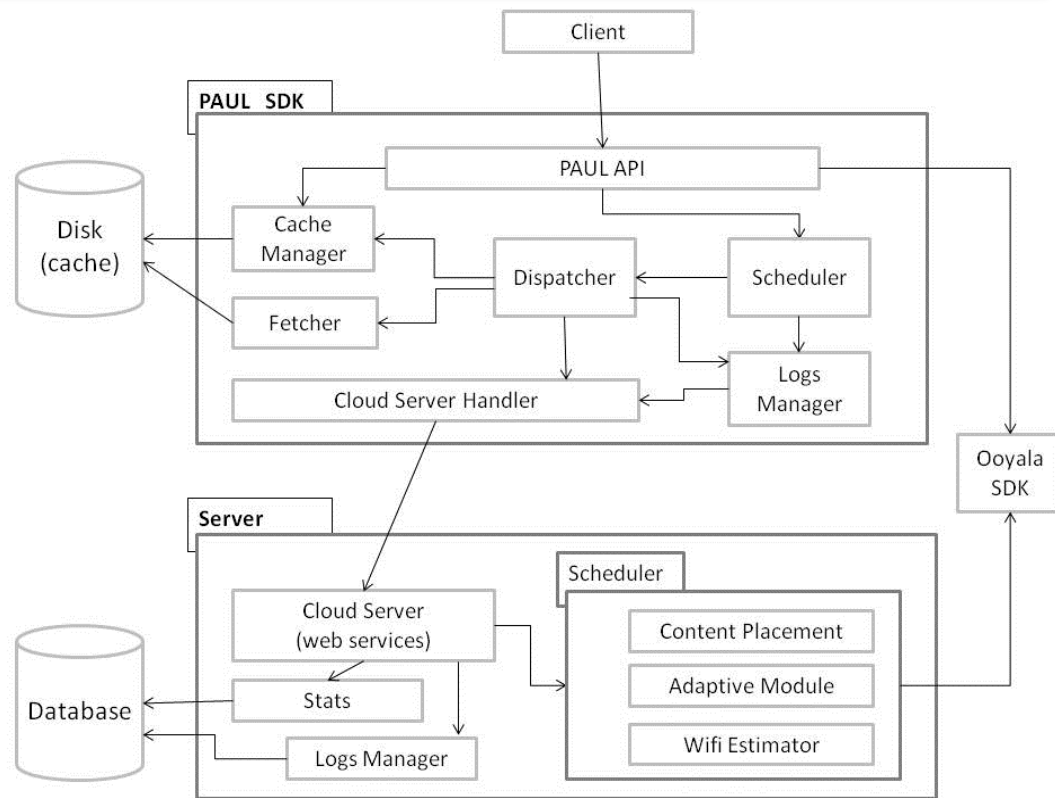 Client
PAUL SDK
PAUL API
Disk
(cache)
Cache
Manager
Dispatcher
Scheduler
Fetcher
Logs
Manager
Cloud Server Handler
Ooyala
SDK
Server
Scheduler
Cloud Server
(web services)
Content Placement
Adaptive Module
Stats
Database
Wifi Estimator
Logs Manager